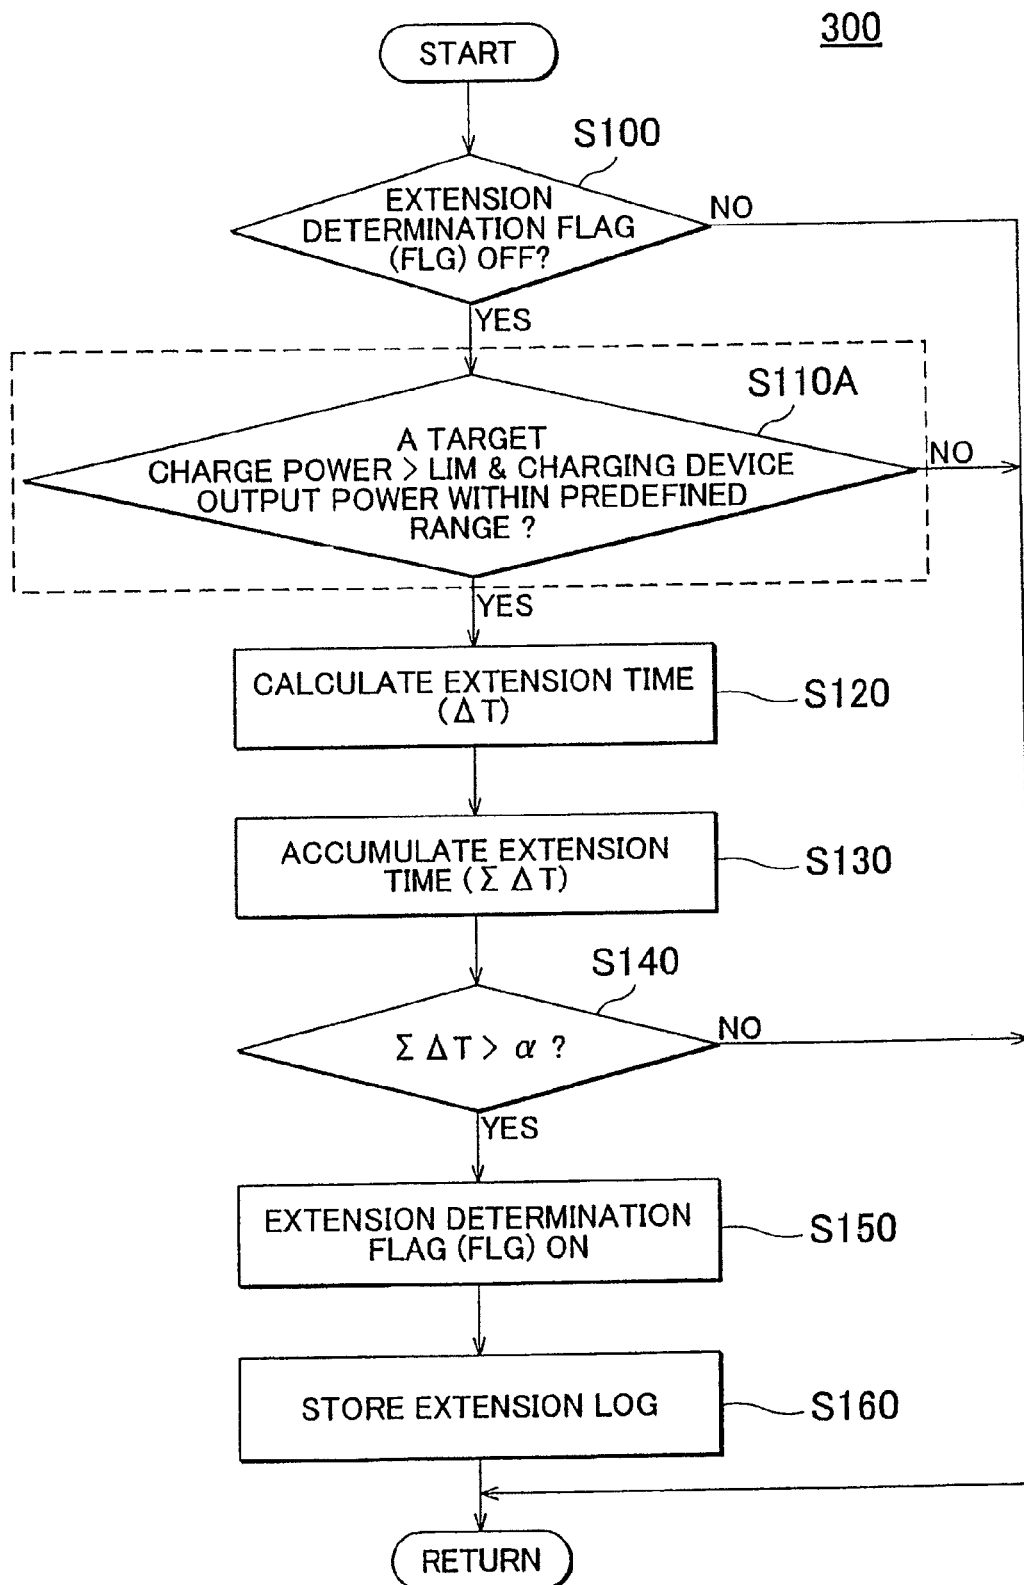 300
START
S100
EXTENSION
DETERMINATION FLAG
(FLG) OFF?
NO
YES
S110A
A TARGET
CHARGE POWER > LIM & CHARGING DEVICE
OUTPUT POWER WITHIN PREDEFINED
RANGE ?
NO
YES
CALCULATE EXTENSION TIME
(ΔT)
S120
ACCUMULATE EXTENSION
TIME (Σ ΔT)
S130
S140
Σ ΔT > α ?
NO
YES
EXTENSION DETERMINATION
FLAG (FLG) ON
S150
STORE EXTENSION LOG
S160
RETURN